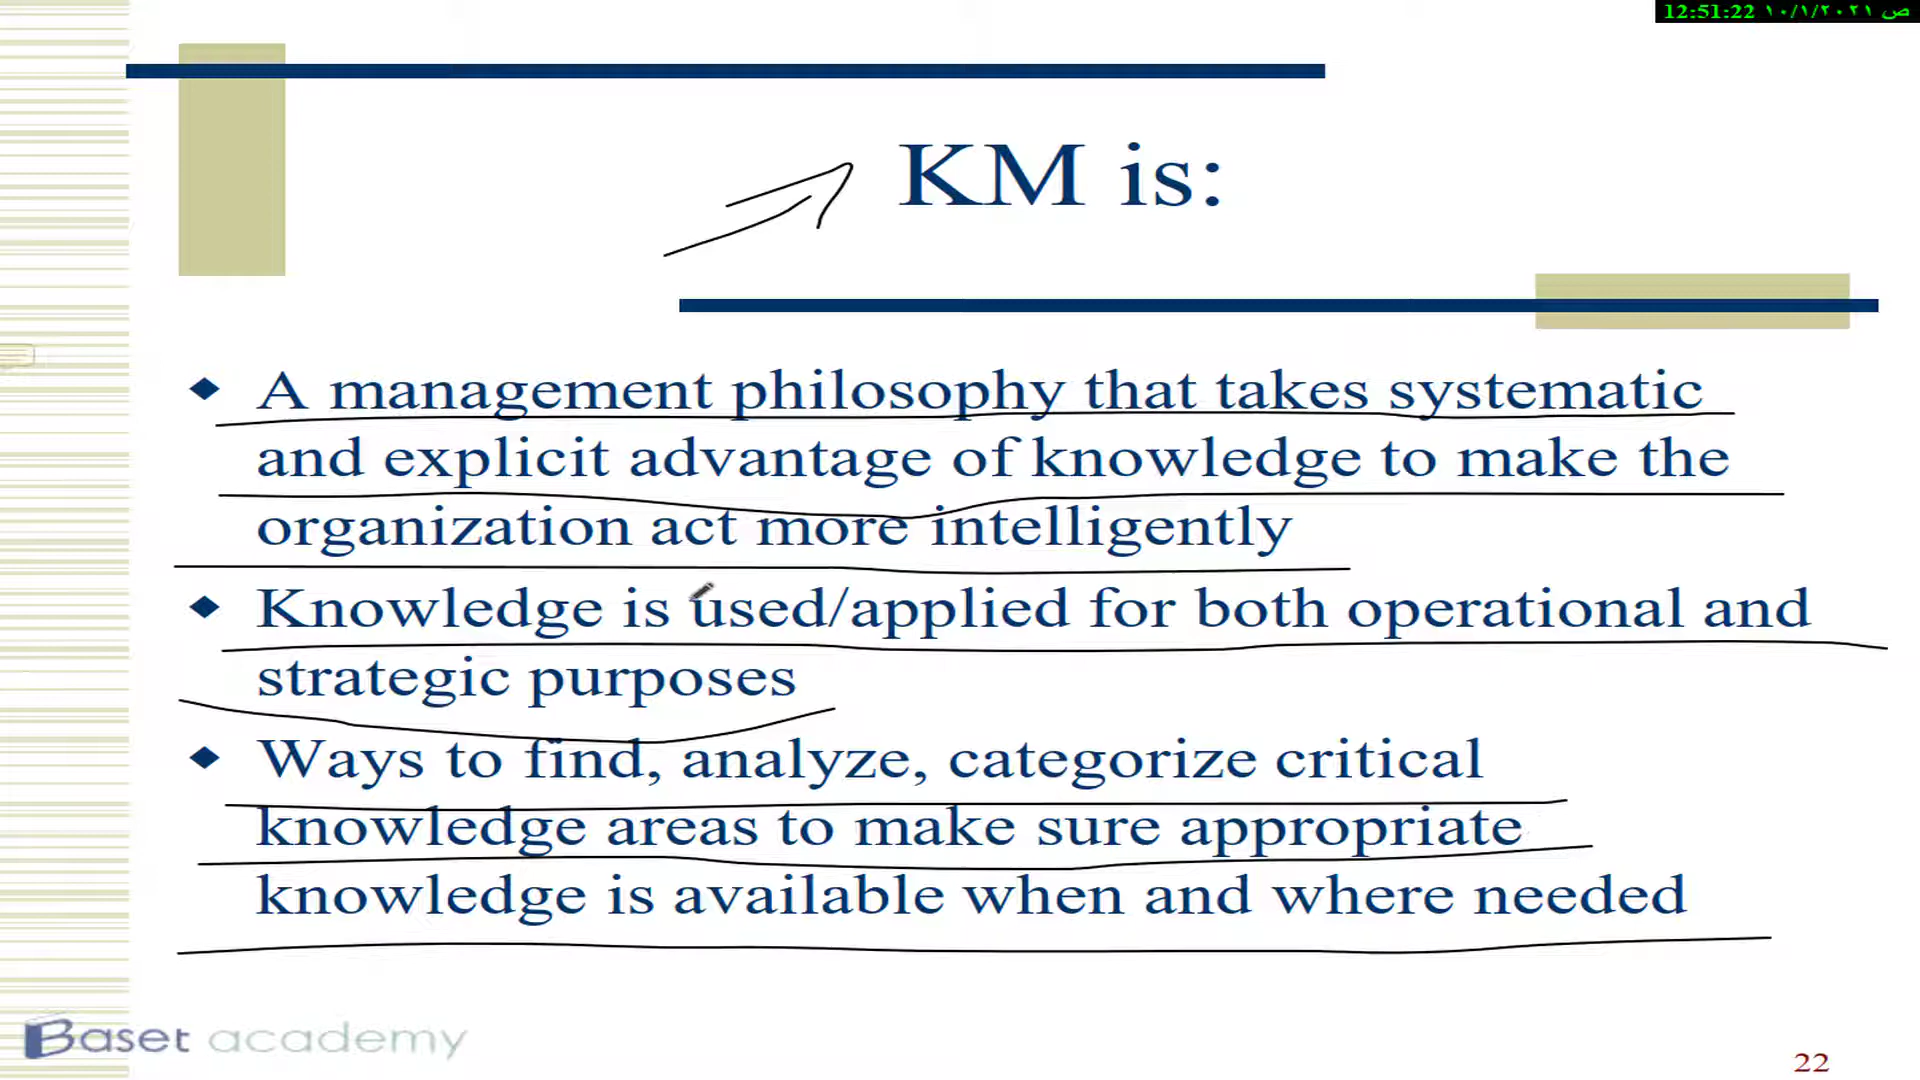 12:51:22 ١٠/١/٢٠٢١ ص
KM is:
A management philosophy that takes systematic
and explicit advantage of knowledge to make the
organization act more intelligently
Knowledge is used/applied for both operational and
strategic purposes
Ways to find, analyze, categorize critical
knowledge areas to make sure appropriate
knowledge is available when and where needed
Baset academy
22